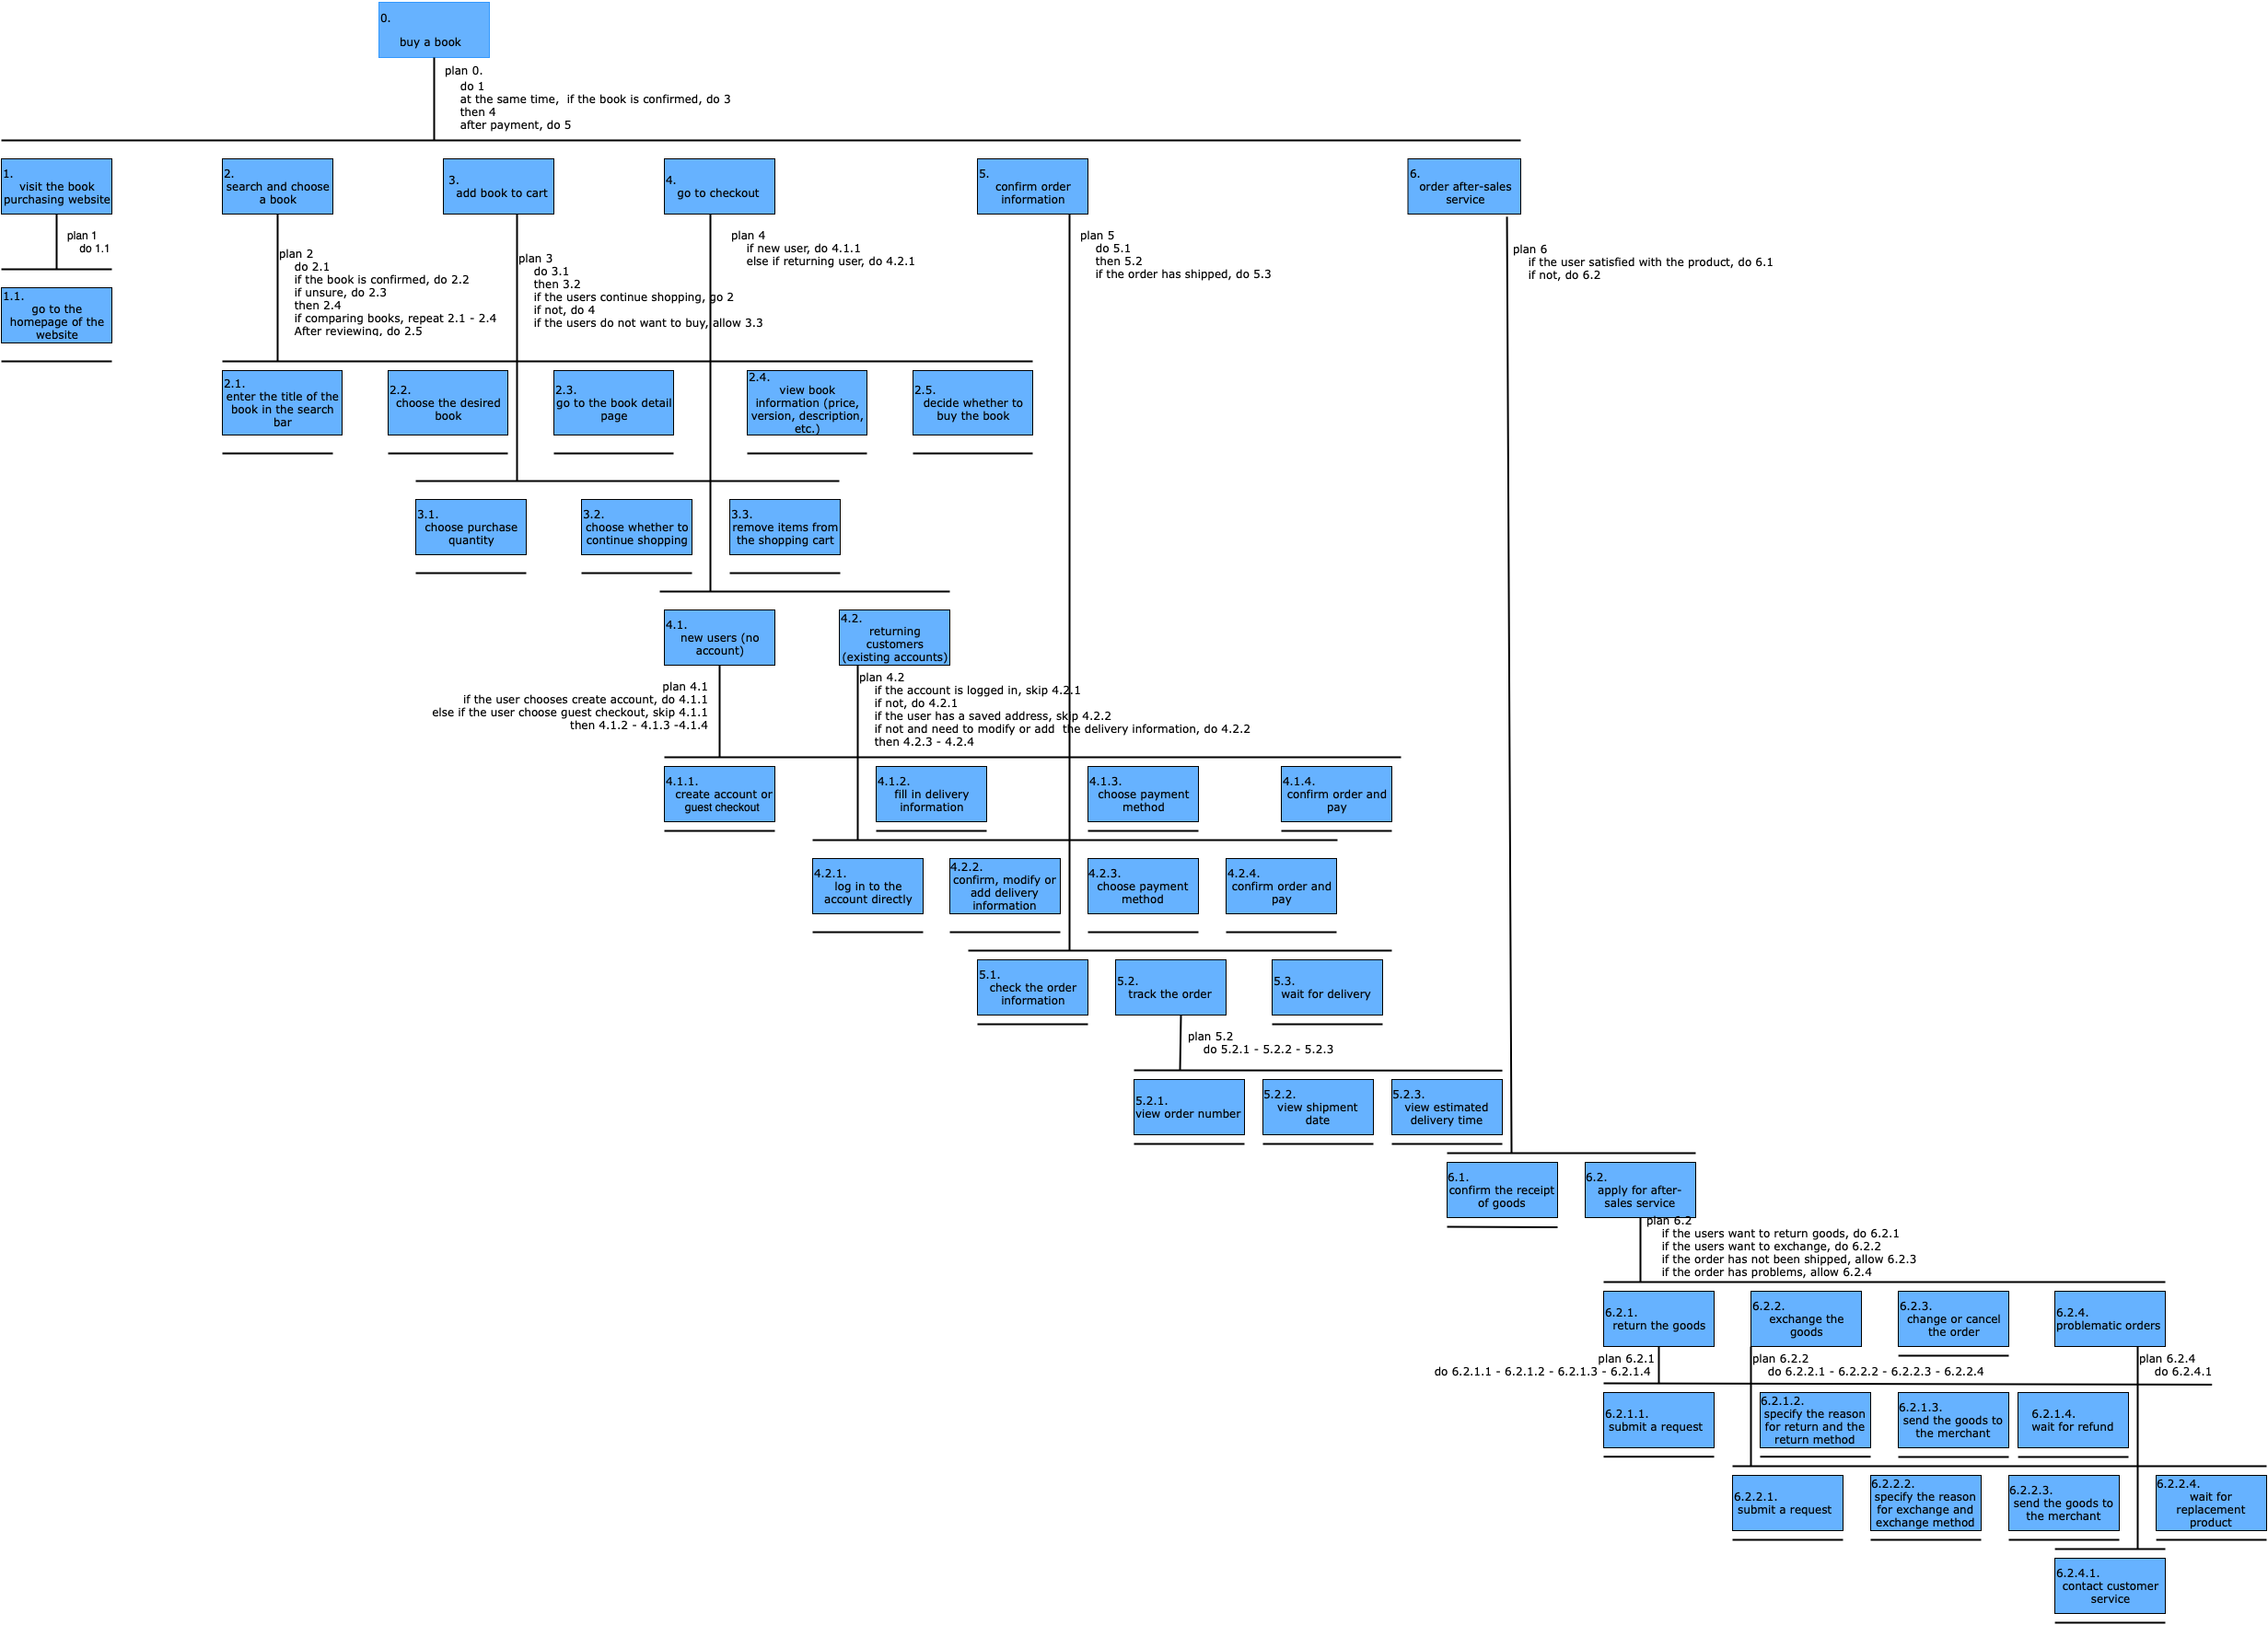 0.
buy a book
plan 0.
do 1
at the same time,  if the book is confirmed, do 3
then 4
after payment, do 5
1.
visit the book
purchasing website
2.
search and choose
a book
3.
add book to cart
4.
go to checkout
5.
confirm order
information
6.
order after-sales
service
plan 1
do 1.1
plan 2
do 2.1
if the book is confirmed, do 2.2
if unsure, do 2.3
then 2.4
if comparing books, repeat 2.1 - 2.4
After reviewing, do 2.5
plan 3
do 3.1
then 3.2
if the users continue shopping, go 2
if not, do 4
if the users do not want to buy, allow 3.3
plan 4
if new user, do 4.1.1
else if returning user, do 4.2.1
plan 5
do 5.1
then 5.2
if the order has shipped, do 5.3
plan 6
if the user satisfied with the product, do 6.1
if not, do 6.2
1.1.
go to the
homepage of the
website
2.1.
enter the title of the
book in the search
bar
2.2.
choose the desired
book
2.3.
go to the book detail
page
2.4.
view book
information (price,
version, description,
etc.)
2.5.
decide whether to
buy the book
3.1.
choose purchase
quantity
3.2.
choose whether to
continue shopping
3.3.
remove items from
the shopping cart
4.1.
new users (no
account)
4.2.
returning
customers
(existing accounts)
plan 4.1
if the user chooses create account, do 4.1.1
else if the user choose guest checkout, skip 4.1.1
then 4.1.2 - 4.1.3 -4.1.4
plan 4.2
if the account is logged in, skip 4.2.1
if not, do 4.2.1
if the user has a saved address, skip 4.2.2
if not and need to modify or add  the delivery information, do 4.2.2
then 4.2.3 - 4.2.4
4.1.1.
create account or
guest checkout
4.1.2.
fill in delivery
information
4.1.3.
choose payment
method
4.1.4.
confirm order and
pay
4.2.1.
log in to the
account directly
4.2.2.
confirm, modify or
add delivery
information
4.2.3.
choose payment
method
4.2.4.
confirm order and
pay
5.1.
check the order
information
5.2.
track the order
5.3.
wait for delivery
plan 5.2
do 5.2.1 - 5.2.2 - 5.2.3
5.2.1.
view order number
5.2.2.
view shipment
date
5.2.3.
view estimated
delivery time
6.1.
confirm the receipt
of goods
6.2.
apply for after-
sales service
plan 6.2
if the users want to return goods, do 6.2.1
if the users want to exchange, do 6.2.2
if the order has not been shipped, allow 6.2.3
if the order has problems, allow 6.2.4
6.2.1.
return the goods
6.2.2.
exchange the
goods
6.2.3.
change or cancel
the order
6.2.4.
problematic orders
plan 6.2.1
do 6.2.1.1 - 6.2.1.2 - 6.2.1.3 - 6.2.1.4
plan 6.2.2
do 6.2.2.1 - 6.2.2.2 - 6.2.2.3 - 6.2.2.4
plan 6.2.4
do 6.2.4.1
6.2.1.1.
submit a request
6.2.1.2.
specify the reason
for return and the
return method
6.2.1.3.
send the goods to
the merchant
6.2.1.4.
wait for refund
6.2.2.1.
submit a request
6.2.2.2.
specify the reason
for exchange and
exchange method
6.2.2.3.
send the goods to
the merchant
6.2.2.4.
wait for
replacement
product
6.2.4.1.
contact customer
service